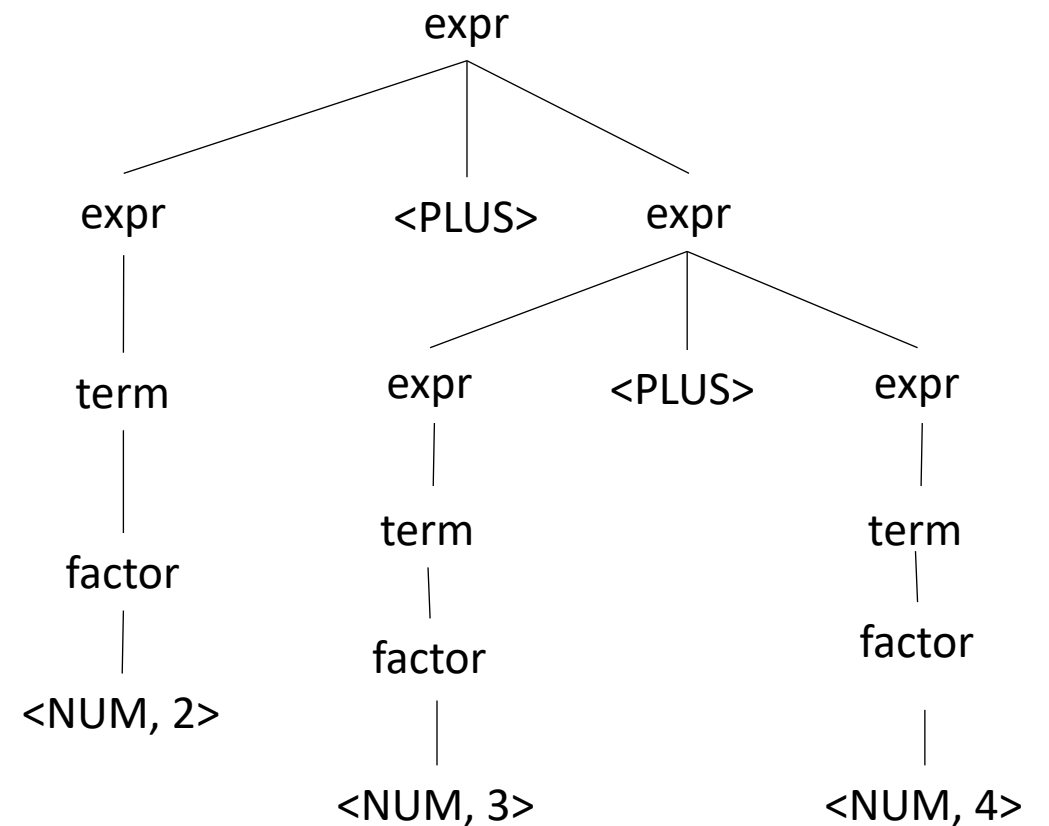 expr
expr <PLUS> expr
term expr <PLUS> expr
term term
factor
factor factor
<NUM, 2>
<NUM, 3> <NUM, 4>